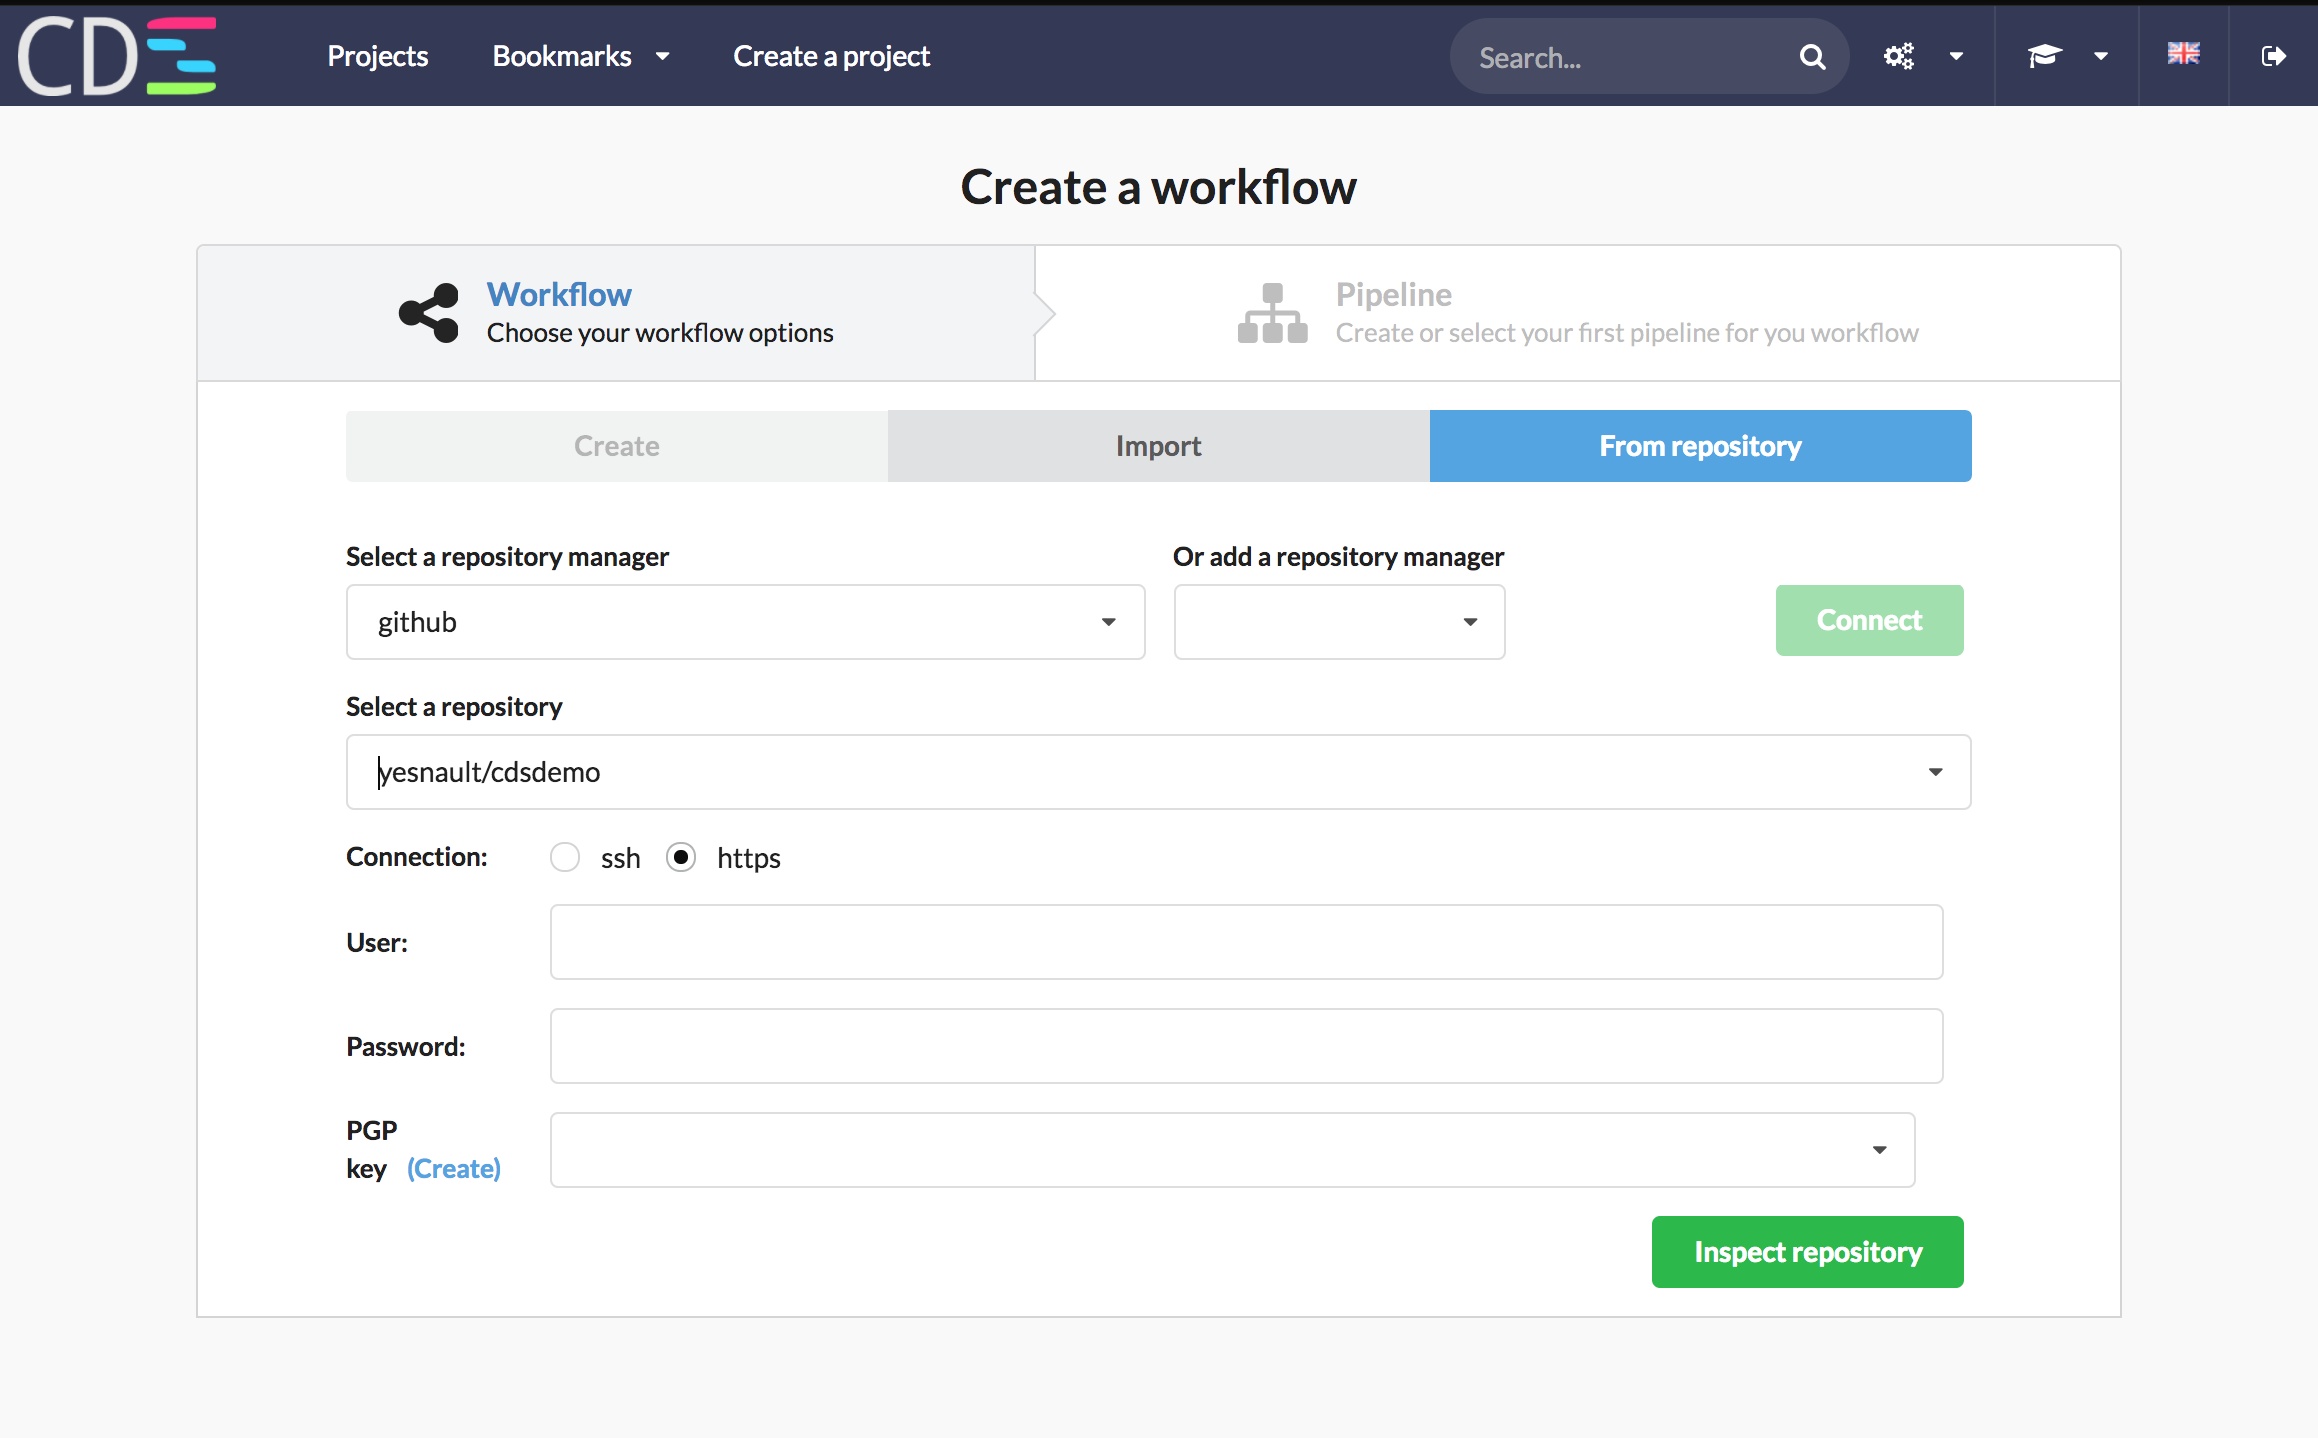 CDS
Projects
Bookmarks
Create a project
Search...
Create a workflow
Workflow
Choose your workflow options
Pipeline
Create or select your first pipeline for you workflow
Create
Import
From repository
Select a repository manager
Or add a repository manager
github
Connect
Select a repository
yesnault/cdsdemo
Connection:
ssh
https
User:
Password:
PGP
key (Create)
Inspect repository